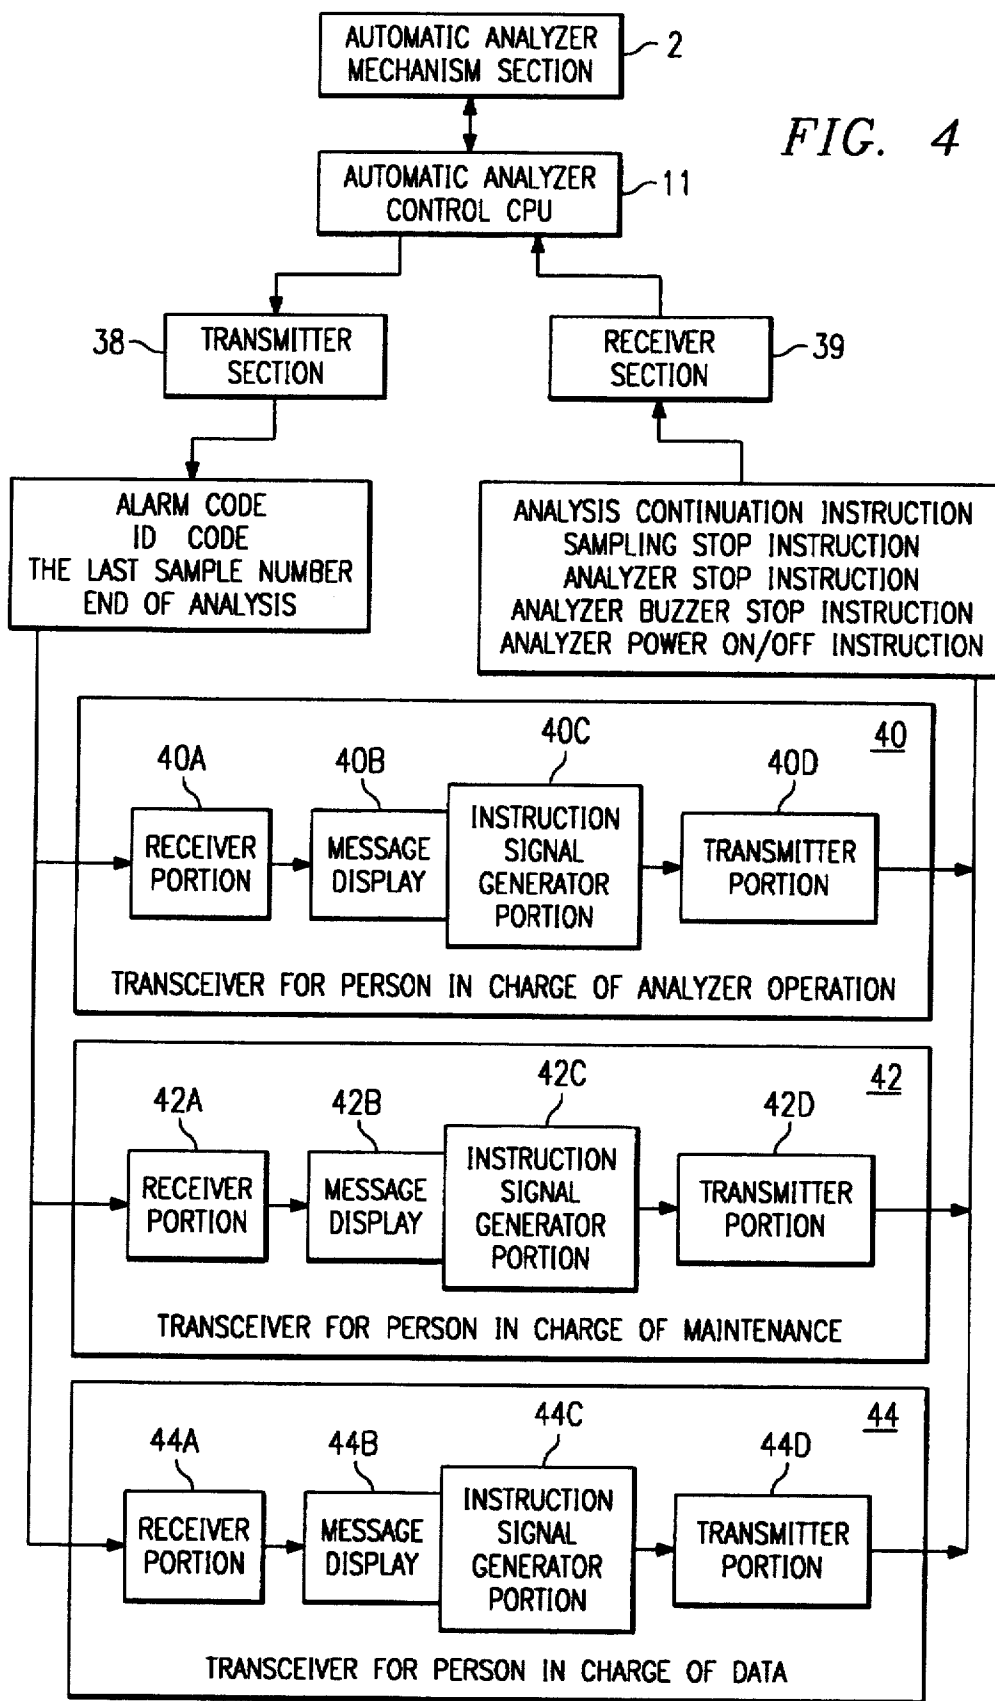 AUTOMATIC ANALYZER
MECHANISM SECTION
2
FIG. 4
AUTOMATIC ANALYZER
CONTROL CPU
11
38
TRANSMITTER
SECTION
RECEIVER
SECTION
39
ALARM CODE
ID CODE
THE LAST SAMPLE NUMBER
END OF ANALYSIS
ANALYSIS CONTINUATION INSTRUCTION
SAMPLING STOP INSTRUCTION
ANALYZER STOP INSTRUCTION
ANALYZER BUZZER STOP INSTRUCTION
ANALYZER POWER ON/OFF INSTRUCTION
40
40A
40B
40C
40D
RECEIVER
PORTION
MESSAGE
DISPLAY
INSTRUCTION
SIGNAL
GENERATOR
PORTION
TRANSMITTER
PORTION
TRANSCEIVER FOR PERSON IN CHARGE OF ANALYZER OPERATION
42
42A
42B
42C
42D
RECEIVER
PORTION
MESSAGE
DISPLAY
INSTRUCTION
SIGNAL
GENERATOR
PORTION
TRANSMITTER
PORTION
TRANSCEIVER FOR PERSON IN CHARGE OF MAINTENANCE
44
44A
44B
44C
44D
RECEIVER
PORTION
MESSAGE
DISPLAY
INSTRUCTION
SIGNAL
GENERATOR
PORTION
TRANSMITTER
PORTION
TRANSCEIVER FOR PERSON IN CHARGE OF DATA